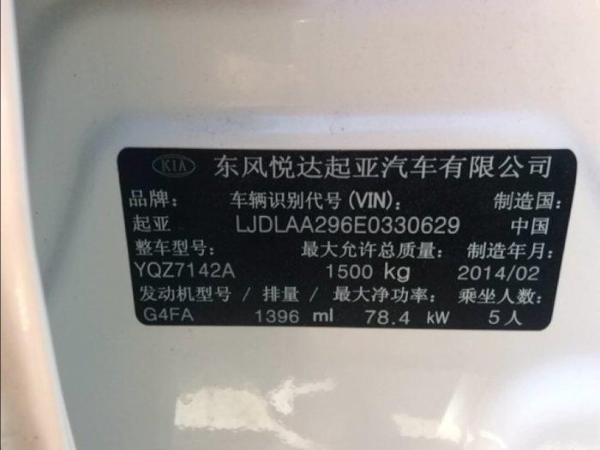 KIA 东风悦达起亚汽车有限公司
品牌: 车辆识别代号(VIN): 制造国:
起亚 LJDLAA296E0330629 中国
整车型号: 最大允许总质量: 制造年月:
YQZ7142A 1500 kg 2014/02
发动机型号 / 排量 / 最大净功率: 乘坐人数:
G4FA 1396 ml 78.4 kW 5人